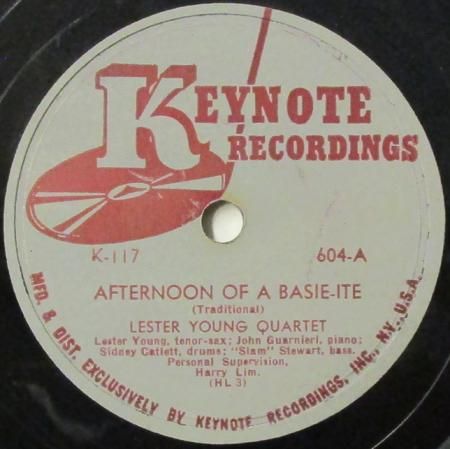 KEYNOTE
RECORDINGS
K-117 604-A
AFTERNOON OF A BASIE-ITE
(Traditional)
LESTER YOUNG QUARTET
Lester Young, tenor-sax; John Guarnieri, piano;
Sidney Catlett, drums; "Slam" Stewart, bass.
Personal Supervision,
Harry Lim.
(HL 3)
MFD. & DIST. EXCLUSIVELY BY KEYNOTE RECORDINGS, INC., N.Y., U.S.A.